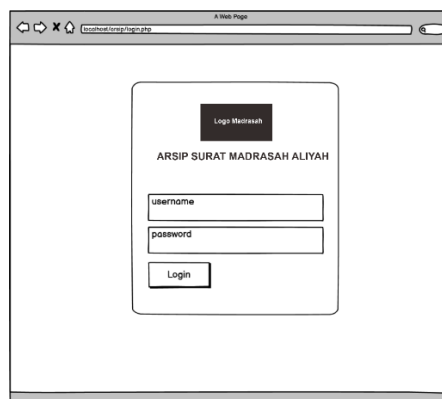 A Web Page
localhost/arsip/login.php
Logo Madrasah
ARSIP SURAT MADRASAH ALIYAH
username
password
Login